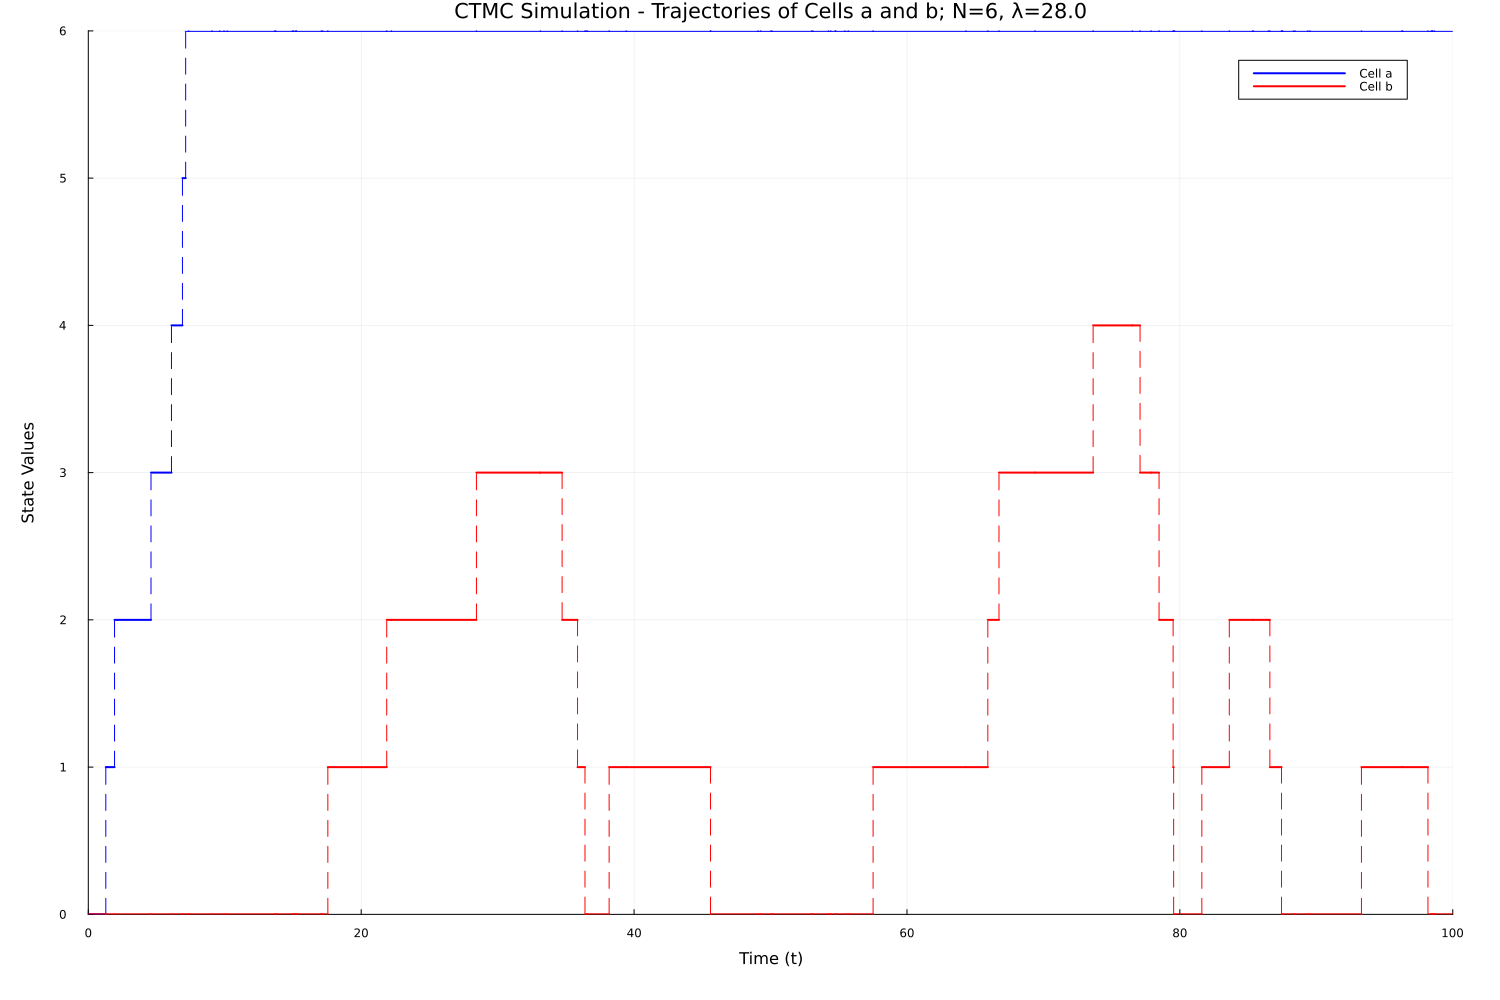 CTMC Simulation - Trajectories of Cells a and b; N=6, λ=28.0
6
Cell a
Cell b
5
4
State Values
3
2
1
0
0 20 40 60 80 100
Time (t)